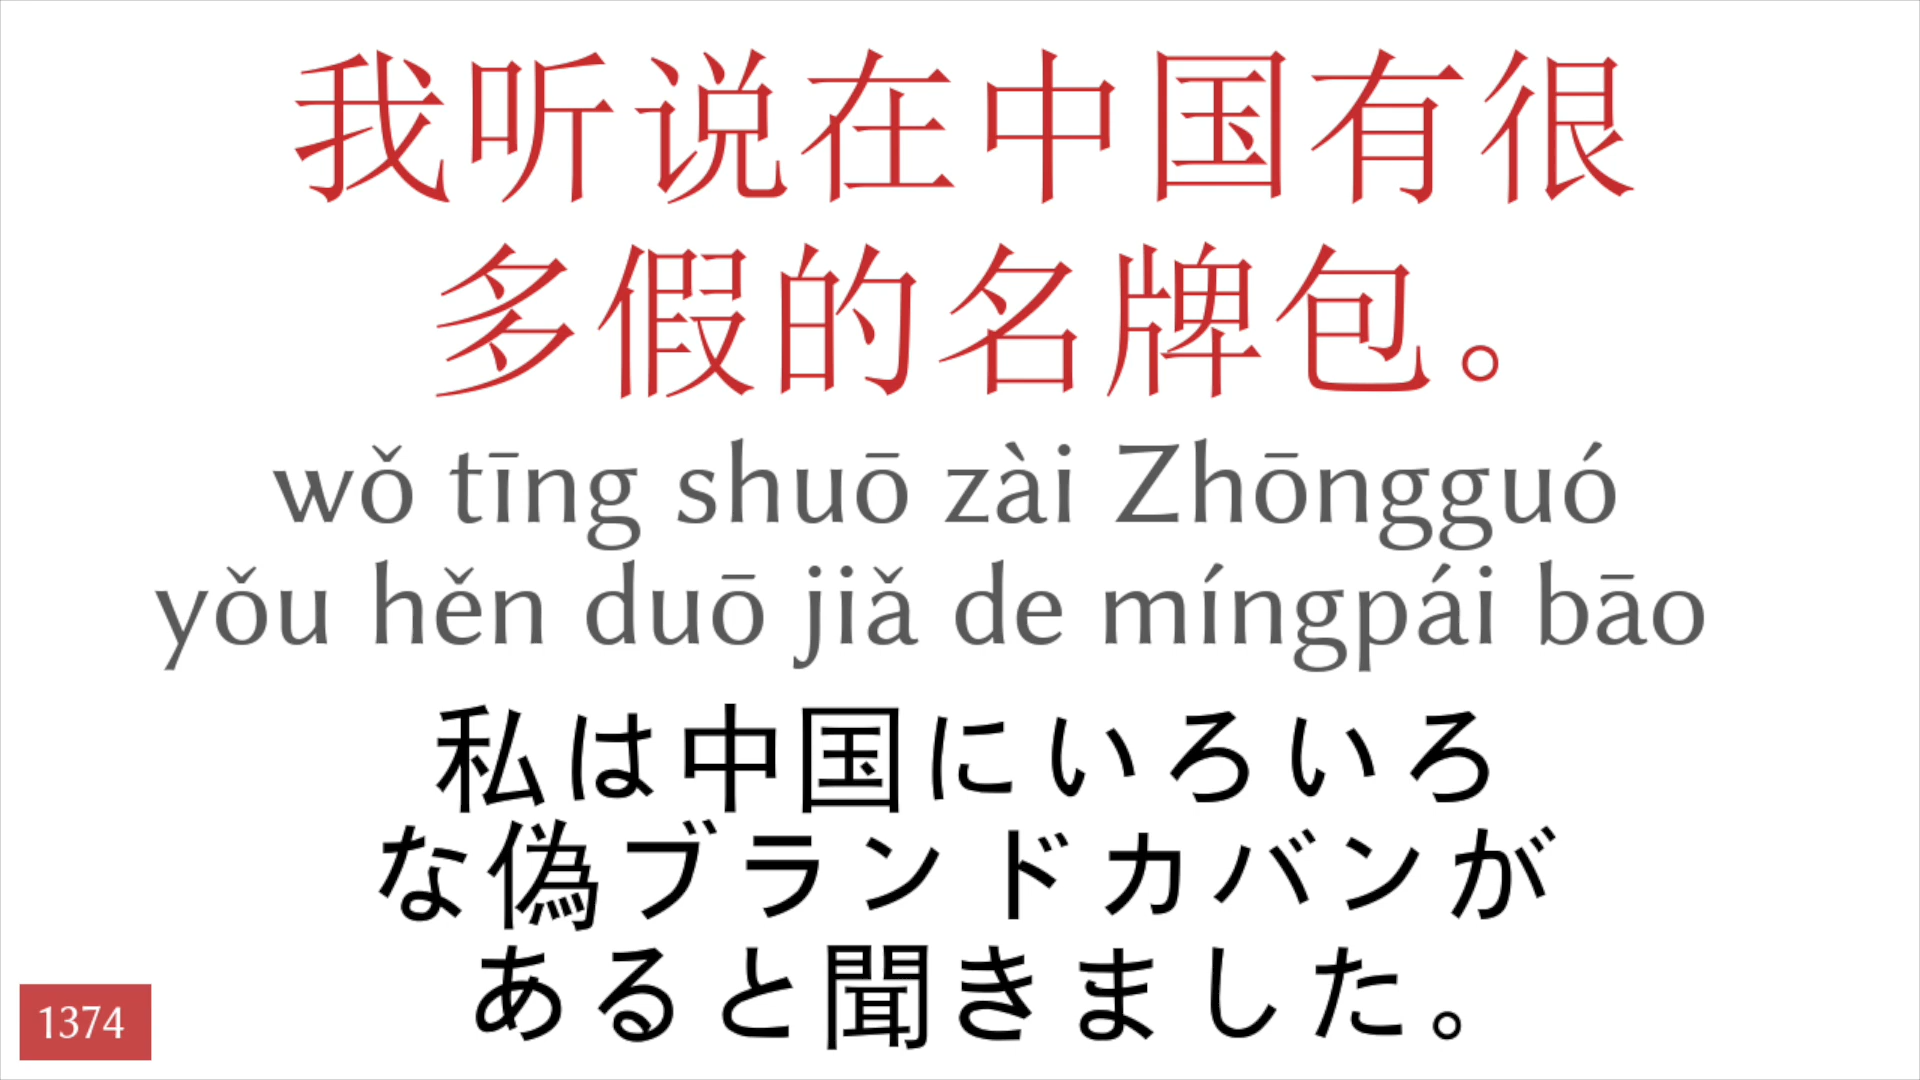 我听说在中国有很
多假的名牌包。
wǒ tīng shuō zài Zhōngguó
yǒu hěn duō jiǎ de míngpái bāo
私は中国にいろいろ
な偽ブランドカバンが
あると聞きました。
1374